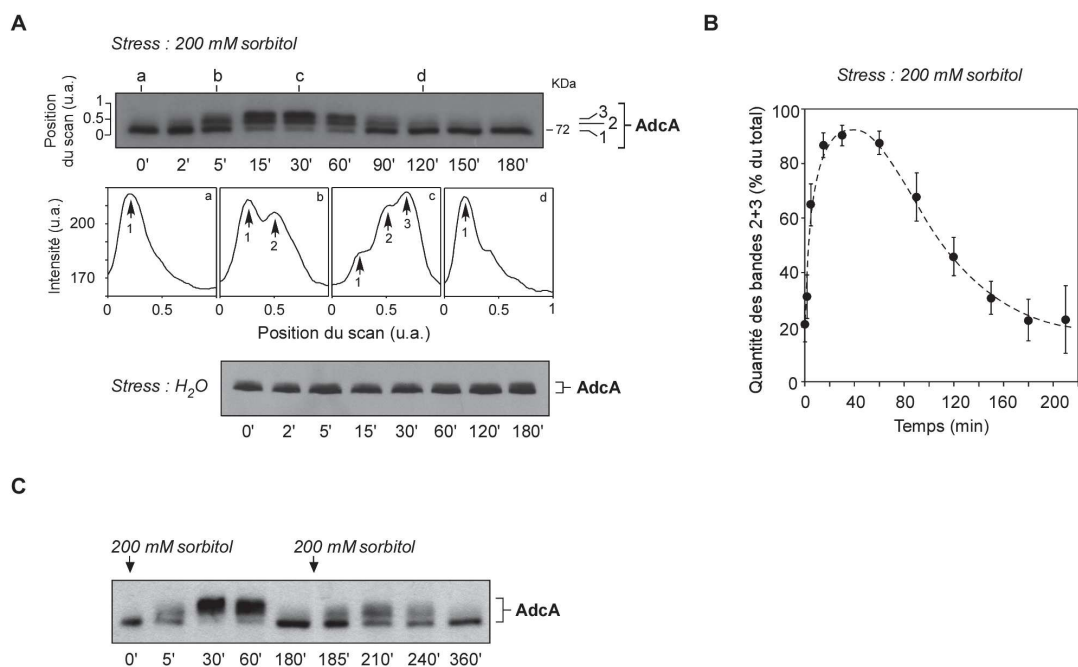 A
Stress : 200 mM sorbitol
a b c d
KDa
Position du scan (u.a.)
1
0.5
0
72
3
2
1
AdcA
0' 2' 5' 15' 30' 60' 90' 120' 150' 180'
Intensité (u.a.)
200
170
a
1
b
1
2
c
1
2
3
d
1
0 0.5 0 0.5 0 0.5 0 0.5 1
Position du scan (u.a.)
Stress : H2O
AdcA
0' 2' 5' 15' 30' 60' 120' 180'
B
Stress : 200 mM sorbitol
Quantité des bandes 2+3 (% du total)
100
80
60
40
20
0
0 40 80 120 160 200
Temps (min)
C
200 mM sorbitol 200 mM sorbitol
AdcA
0' 5' 30' 60' 180' 185' 210' 240' 360'